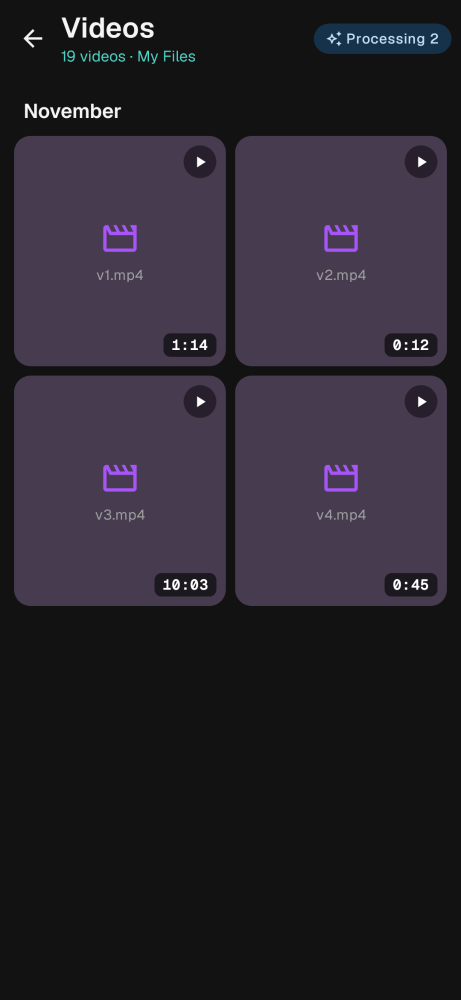 Videos
19 videos · My Files
Processing 2
November
v1.mp4
1:14
v2.mp4
0:12
v3.mp4
10:03
v4.mp4
0:45